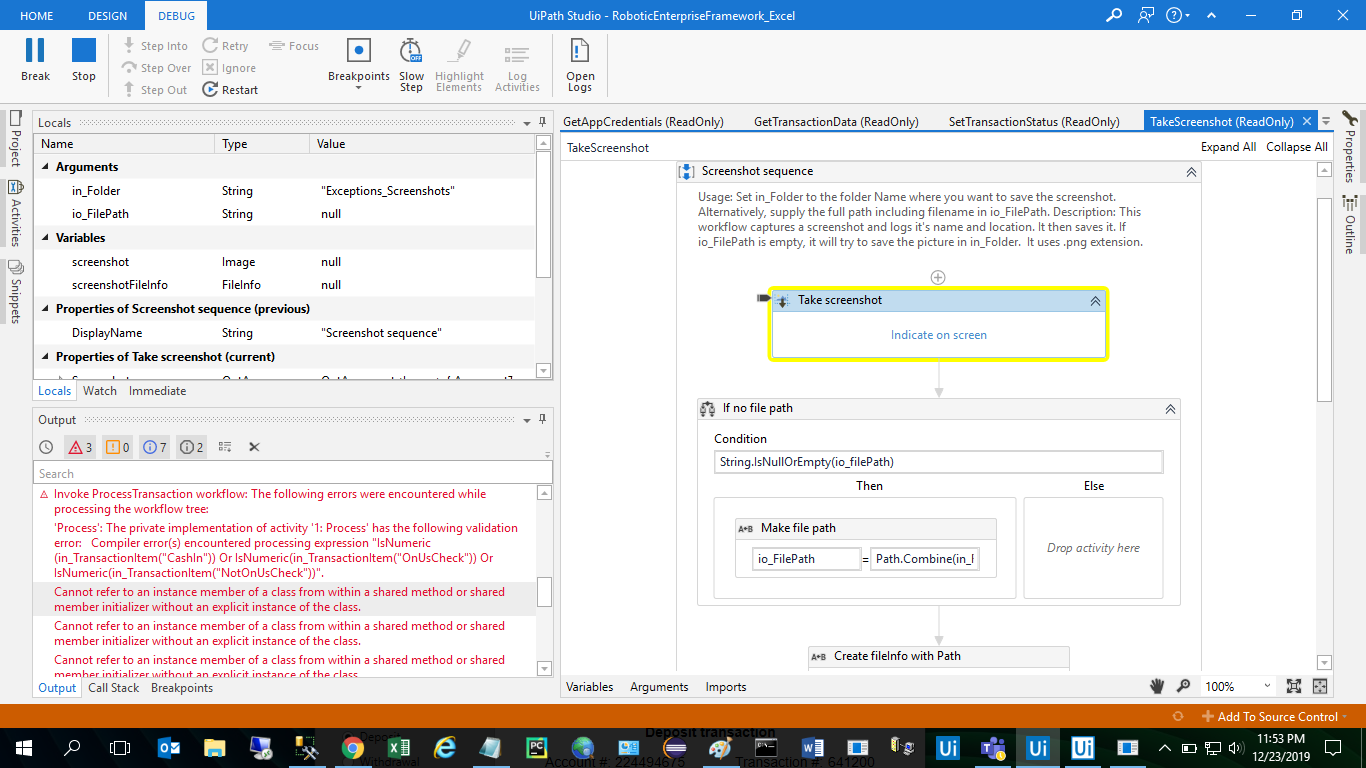 HOME DESIGN DEBUG UiPath Studio - RoboticEnterpriseFramework_Excel
Break
Stop
Step Into
Step Over
Step Out
Retry
Ignore
Restart
Focus
Breakpoints
Slow
Step
Highlight
Elements
Log
Activities
Open
Logs
Project
Activities
Snippets
Locals
Name Type Value
Arguments
in_Folder String "Exceptions_Screenshots"
io_FilePath String null
Variables
screenshot Image null
screenshotFileInfo FileInfo null
Properties of Screenshot sequence (previous)
DisplayName String "Screenshot sequence"
Properties of Take screenshot (current)
Locals Watch Immediate
Output
3 0 7 2
Search
Invoke ProcessTransaction workflow: The following errors were encountered while
processing the workflow tree:
'Process': The private implementation of activity '1: Process' has the following validation
error: Compiler error(s) encountered processing expression "IsNumeric
(in_TransactionItem("CashIn")) Or IsNumeric(in_TransactionItem("OnUsCheck")) Or
IsNumeric(in_TransactionItem("NotOnUsCheck"))".
Cannot refer to an instance member of a class from within a shared method or shared
member initializer without an explicit instance of the class.
Cannot refer to an instance member of a class from within a shared method or shared
member initializer without an explicit instance of the class.
Cannot refer to an instance member of a class from within a shared method or shared
member initializer without an explicit instance of the class.
Output Call Stack Breakpoints
GetAppCredentials (ReadOnly) GetTransactionData (ReadOnly) SetTransactionStatus (ReadOnly) TakeScreenshot (ReadOnly)
TakeScreenshot Expand All Collapse All
Screenshot sequence
Usage: Set in_Folder to the folder Name where you want to save the screenshot.
Alternatively, supply the full path including filename in io_FilePath. Description: This
workflow captures a screenshot and logs it's name and location. It then saves it. If
io_FilePath is empty, it will try to save the picture in in_Folder. It uses .png extension.
Take screenshot
Indicate on screen
If no file path
Condition
String.IsNullOrEmpty(io_filePath)
Then Else
A+B Make file path
io_FilePath = Path.Combine(in_F
Drop activity here
A+B Create fileInfo with Path
Variables Arguments Imports 100%
Properties
Outline
Add To Source Control
Deposit
Withdrawal
Deposit transaction
Account #: 224494675 Transaction #: 641200
11:53 PM
12/23/2019